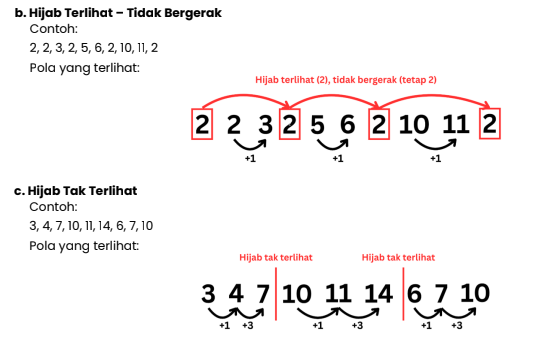 b. Hijab Terlihat – Tidak Bergerak
Contoh:
2, 2, 3, 2, 5, 6, 2, 10, 11, 2
Pola yang terlihat:
Hijab terlihat (2), tidak bergerak (tetap 2)
2 2 3 2 5 6 2 10 11 2
+1 +1 +1
c. Hijab Tak Terlihat
Contoh:
3, 4, 7, 10, 11, 14, 6, 7, 10
Pola yang terlihat:
Hijab tak terlihat Hijab tak terlihat
3 4 7 10 11 14 6 7 10
+1 +3 +1 +3 +1 +3